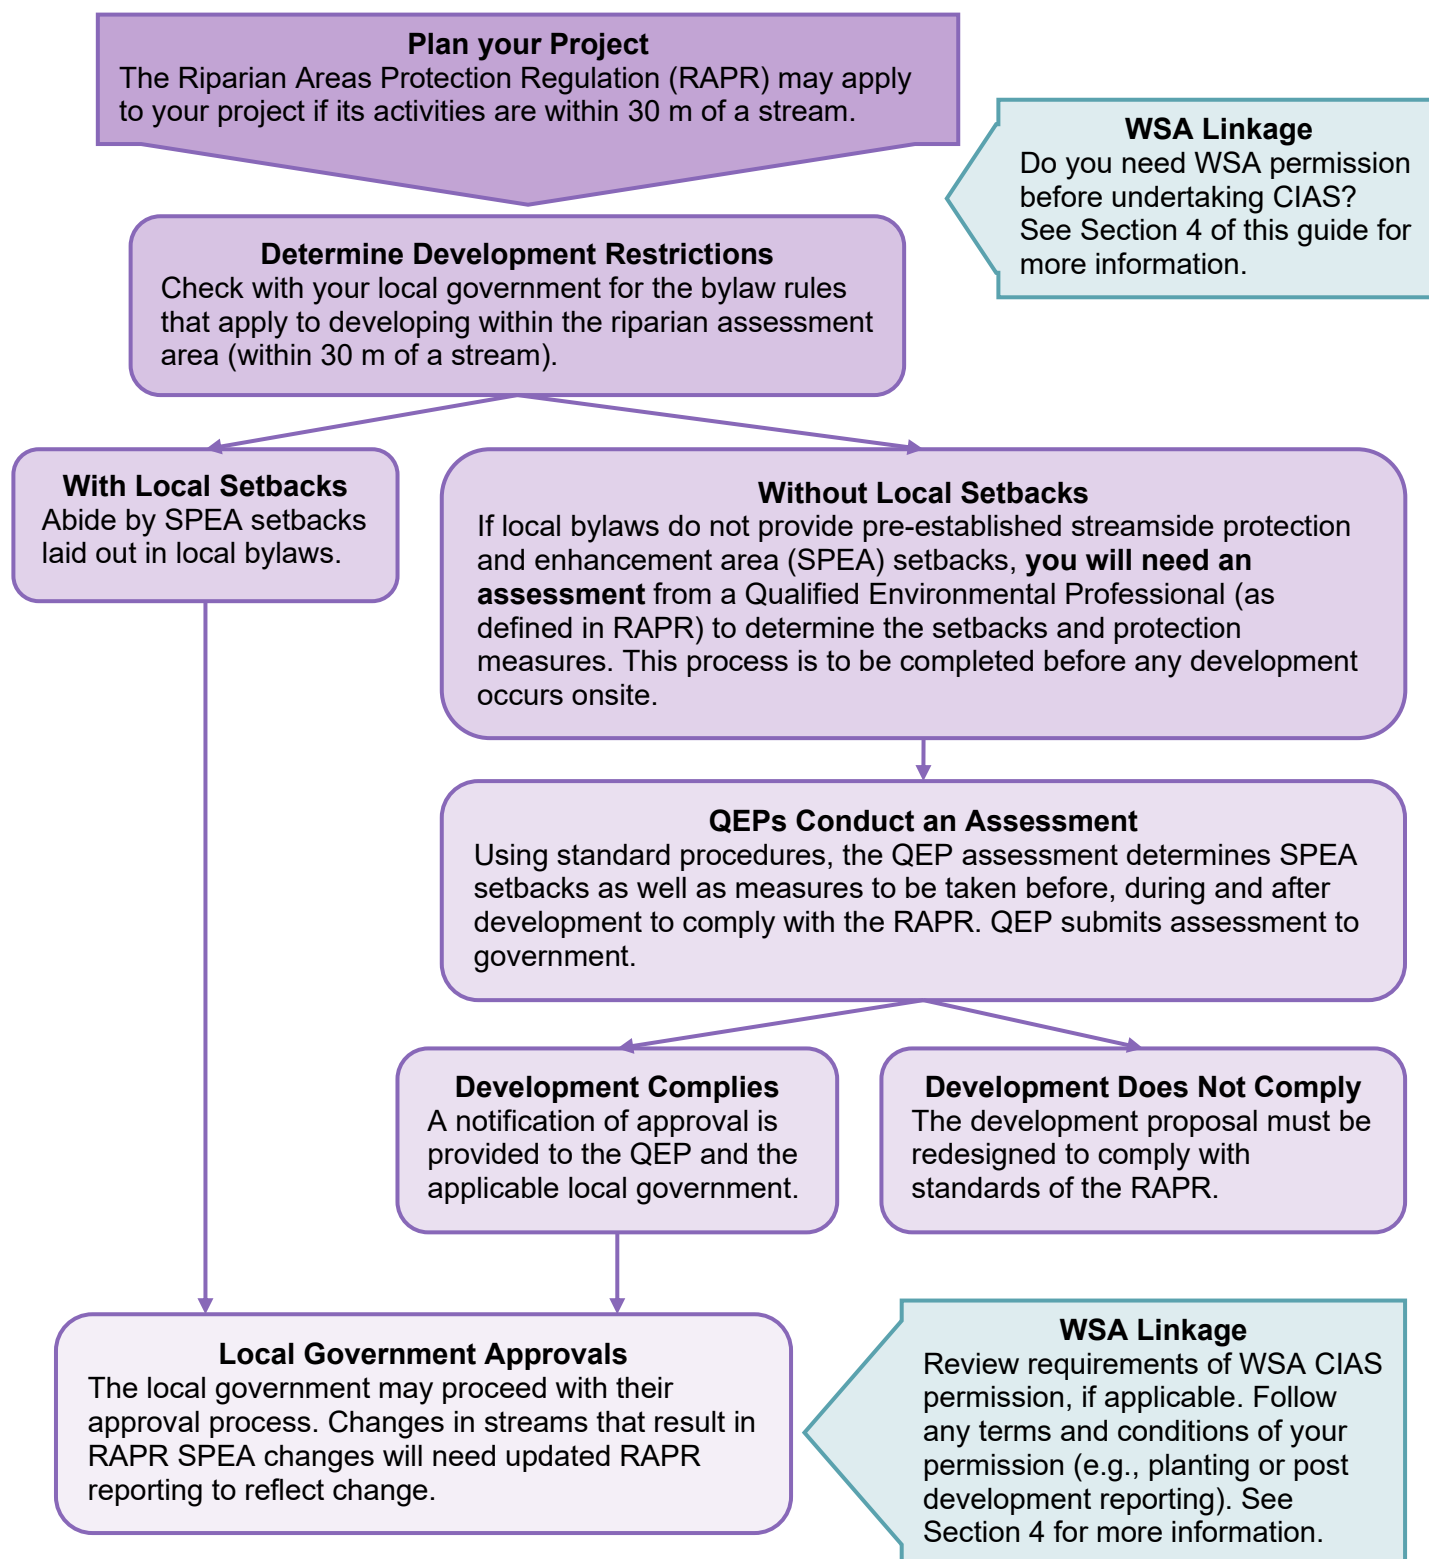 Plan your Project
The Riparian Areas Protection Regulation (RAPR) may apply
to your project if its activities are within 30 m of a stream.
WSA Linkage
Do you need WSA permission
before undertaking CIAS?
See Section 4 of this guide for
more information.
Determine Development Restrictions
Check with your local government for the bylaw rules
that apply to developing within the riparian assessment
area (within 30 m of a stream).
With Local Setbacks
Abide by SPEA setbacks
laid out in local bylaws.
Without Local Setbacks
If local bylaws do not provide pre-established streamside protection
and enhancement area (SPEA) setbacks, you will need an
assessment from a Qualified Environmental Professional (as
defined in RAPR) to determine the setbacks and protection
measures. This process is to be completed before any development
occurs onsite.
QEPs Conduct an Assessment
Using standard procedures, the QEP assessment determines SPEA
setbacks as well as measures to be taken before, during and after
development to comply with the RAPR. QEP submits assessment to
government.
Development Complies
A notification of approval is
provided to the QEP and the
applicable local government.
Development Does Not Comply
The development proposal must be
redesigned to comply with
standards of the RAPR.
Local Government Approvals
The local government may proceed with their
approval process. Changes in streams that result in
RAPR SPEA changes will need updated RAPR
reporting to reflect change.
WSA Linkage
Review requirements of WSA CIAS
permission, if applicable. Follow
any terms and conditions of your
permission (e.g., planting or post
development reporting). See
Section 4 for more information.